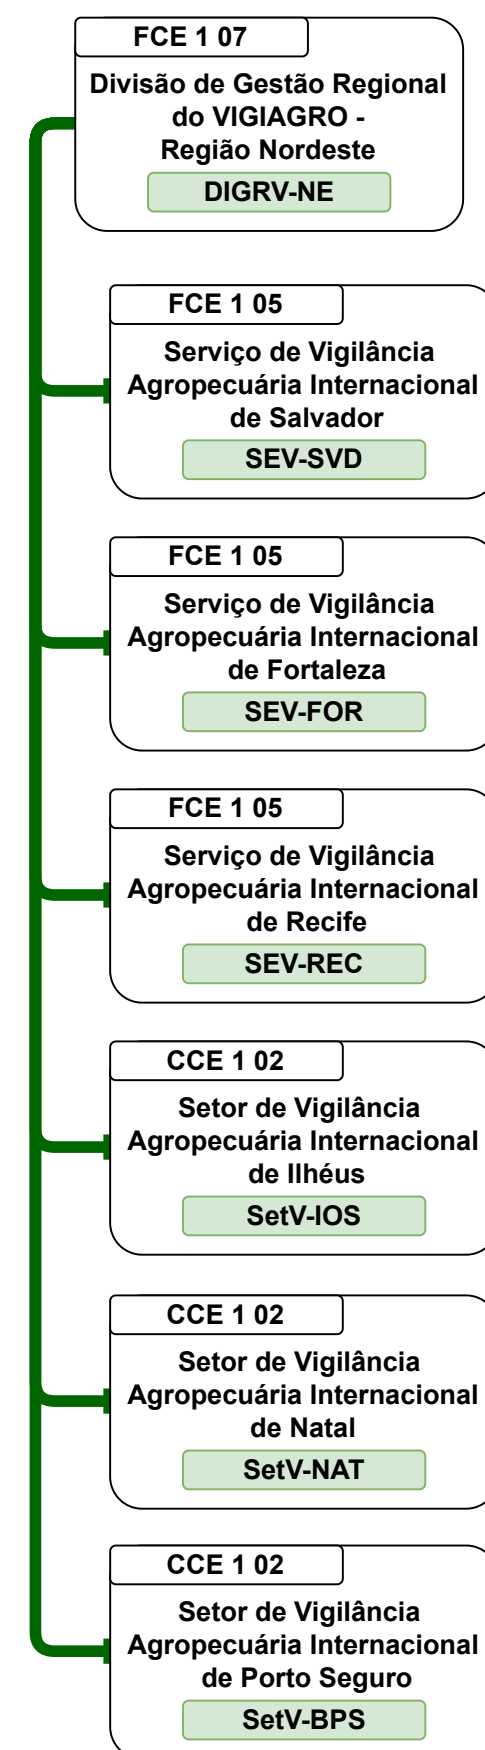 FCE 1 07
Divisão de Gestão Regional
do VIGIAGRO -
Região Nordeste
DIGRV-NE
FCE 1 05
Serviço de Vigilância
Agropecuária Internacional
de Salvador
SEV-SVD
FCE 1 05
Serviço de Vigilância
Agropecuária Internacional
de Fortaleza
SEV-FOR
FCE 1 05
Serviço de Vigilância
Agropecuária Internacional
de Recife
SEV-REC
CCE 1 02
Setor de Vigilância
Agropecuária Internacional
de Ilhéus
SetV-IOS
CCE 1 02
Setor de Vigilância
Agropecuária Internacional
de Natal
SetV-NAT
CCE 1 02
Setor de Vigilância
Agropecuária Internacional
de Porto Seguro
SetV-BPS